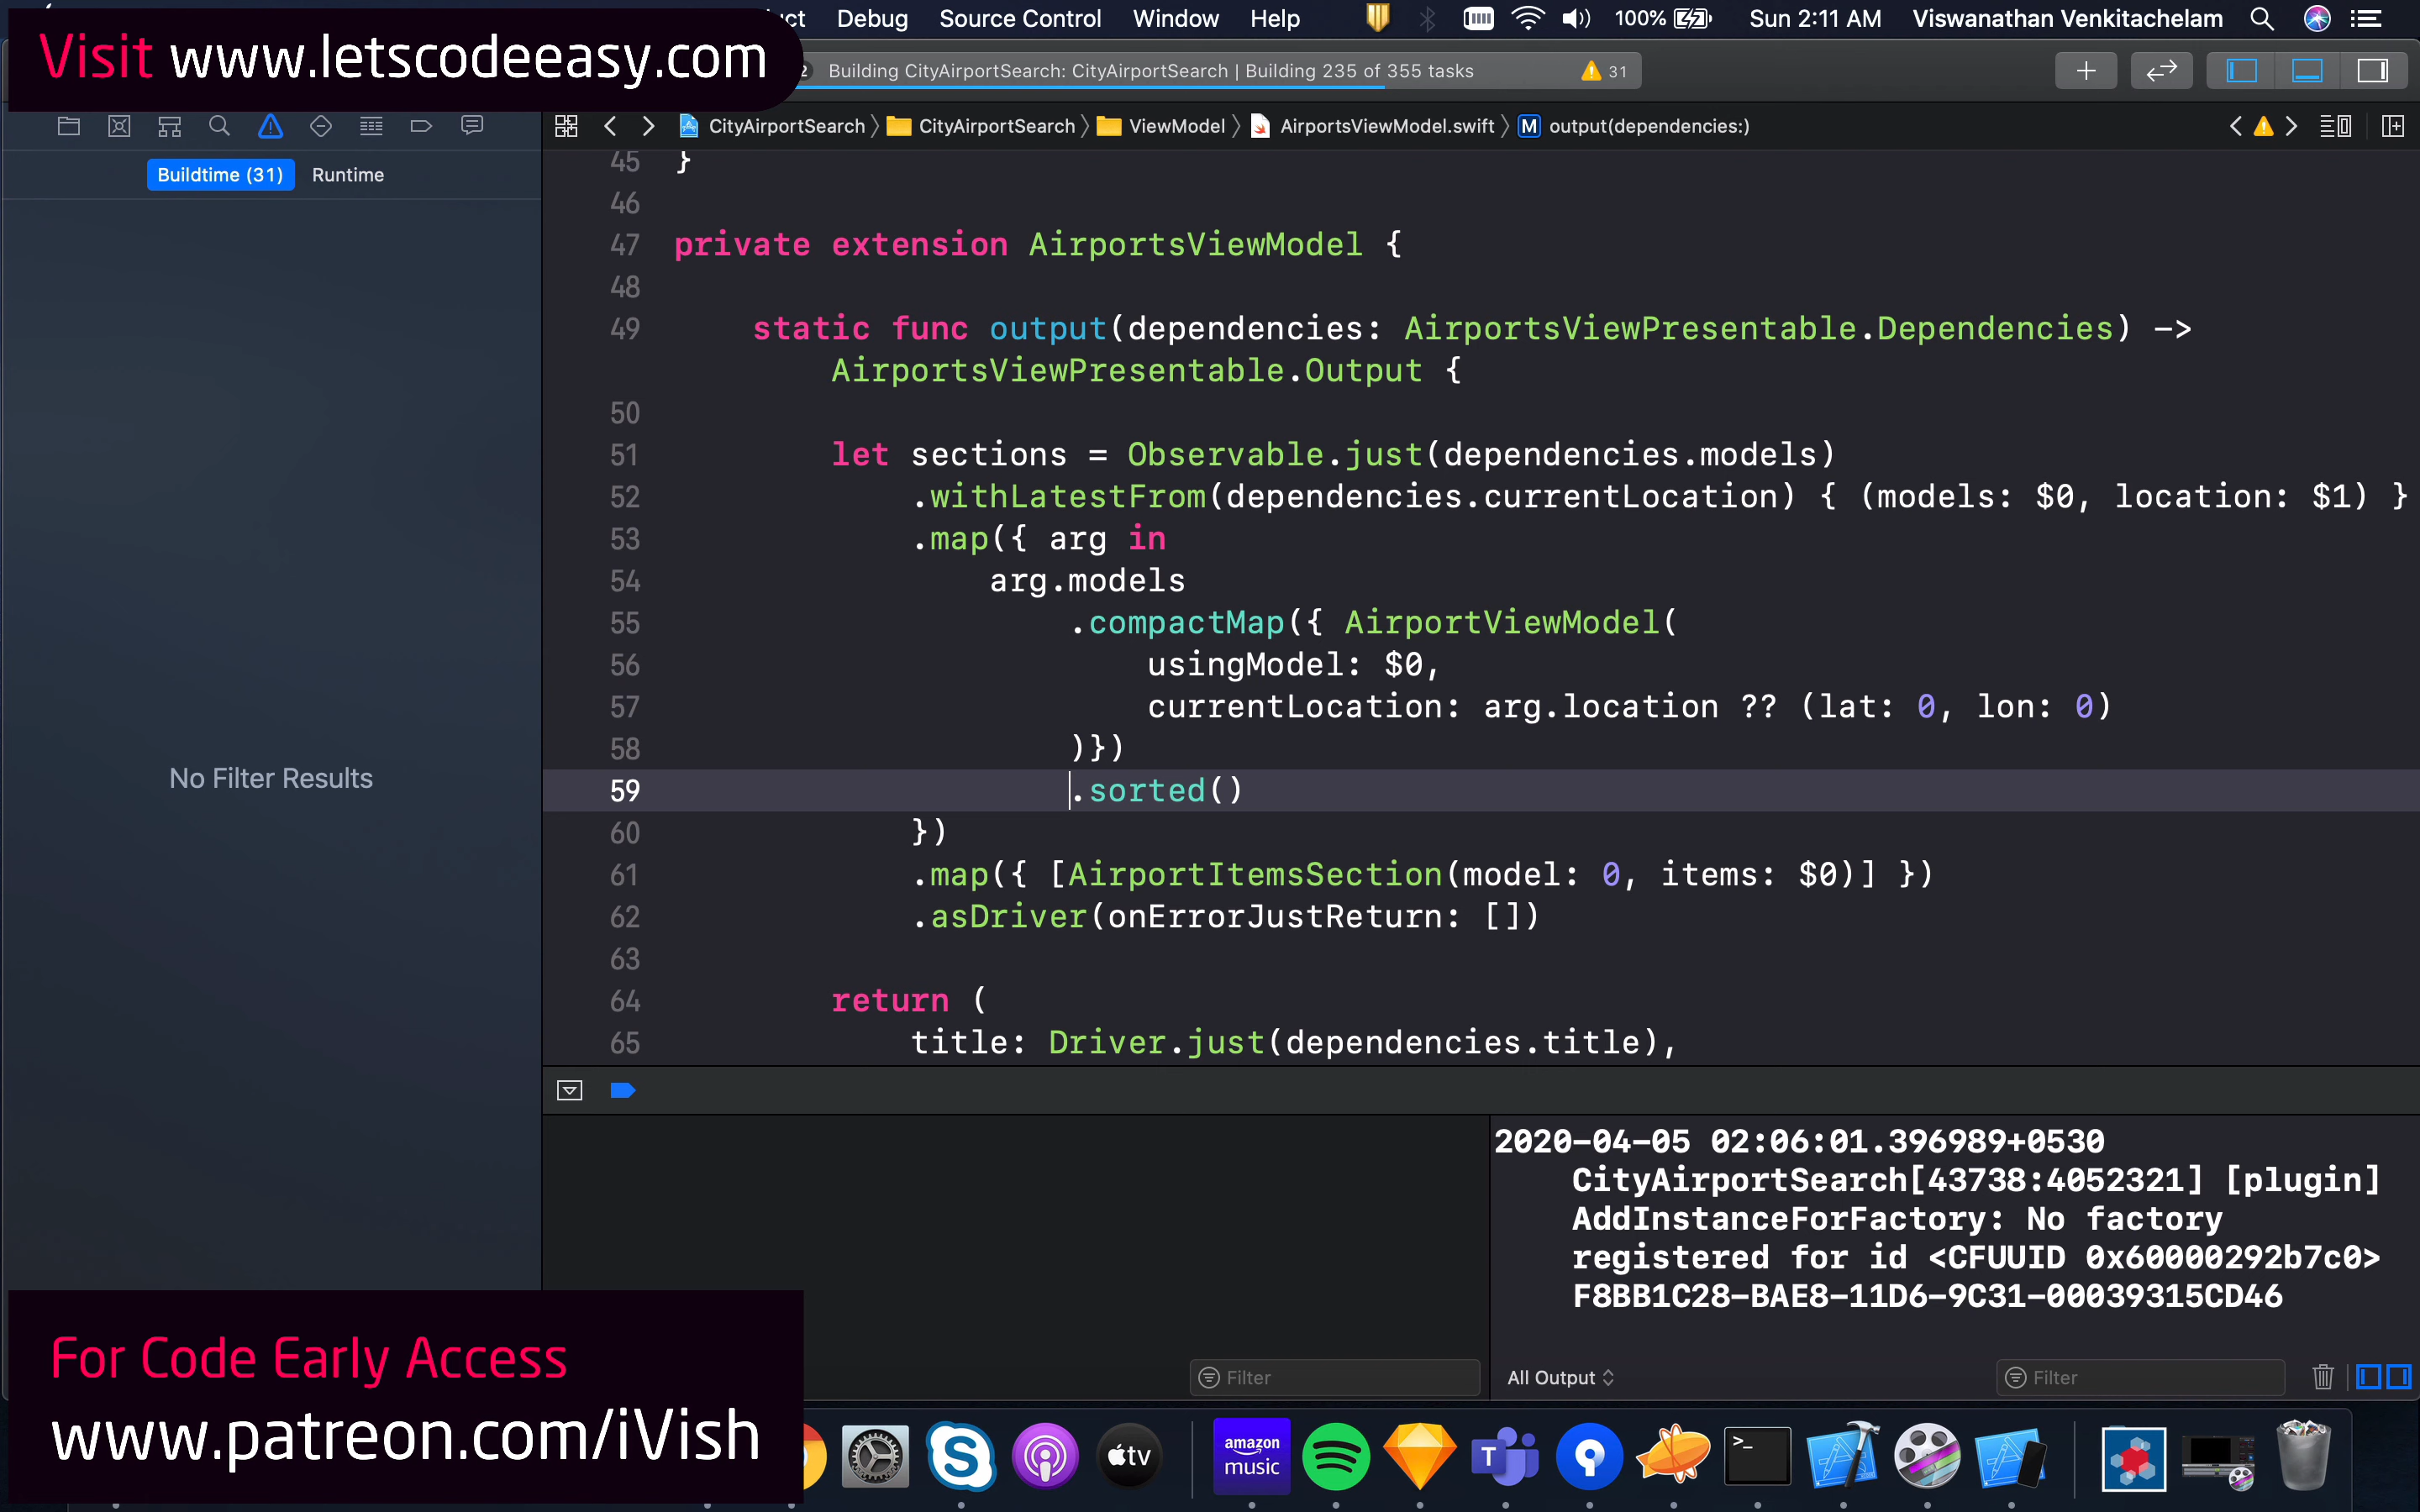 uct Debug Source Control Window Help 100% Sun 2:11 AM Viswanathan Venkitachelam
Visit www.letscodeeasy.com
2 Building CityAirportSearch: CityAirportSearch | Building 235 of 355 tasks 31
CityAirportSearch CityAirportSearch ViewModel AirportsViewModel.swift M output(dependencies:)
Buildtime (31) Runtime
No Filter Results
45 }
46
47 private extension AirportsViewModel {
48
49 static func output(dependencies: AirportsViewPresentable.Dependencies) ->
AirportsViewPresentable.Output {
50
51 let sections = Observable.just(dependencies.models)
52 .withLatestFrom(dependencies.currentLocation) { (models: $0, location: $1) }
53 .map({ arg in
54 arg.models
55 .compactMap({ AirportViewModel(
56 usingModel: $0,
57 currentLocation: arg.location ?? (lat: 0, lon: 0)
58 )})
59 .sorted()
60 })
61 .map({ [AirportItemsSection(model: 0, items: $0)] })
62 .asDriver(onErrorJustReturn: [])
63
64 return (
65 title: Driver.just(dependencies.title),
2020-04-05 02:06:01.396989+0530
CityAirportSearch[43738:4052321] [plugin]
AddInstanceForFactory: No factory
registered for id <CFUUID 0x60000292b7c0>
F8BB1C28-BAE8-11D6-9C31-00039315CD46
Filter
All Output
Filter
For Code Early Access
www.patreon.com/iVish
S
tv
amazon
music
T
>_